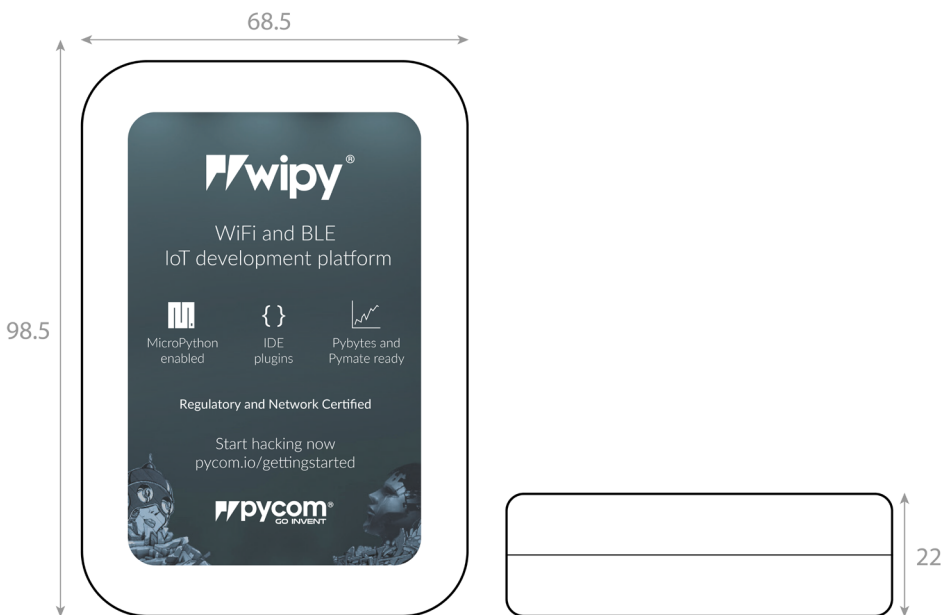 68.5
98.5
wipy®
WiFi and BLE
IoT development platform
MicroPython
enabled
{ }
IDE
plugins
Pybytes and
Pymate ready
Regulatory and Network Certified
Start hacking now
pycom.io/gettingstarted
pycom®
GO INVENT
22